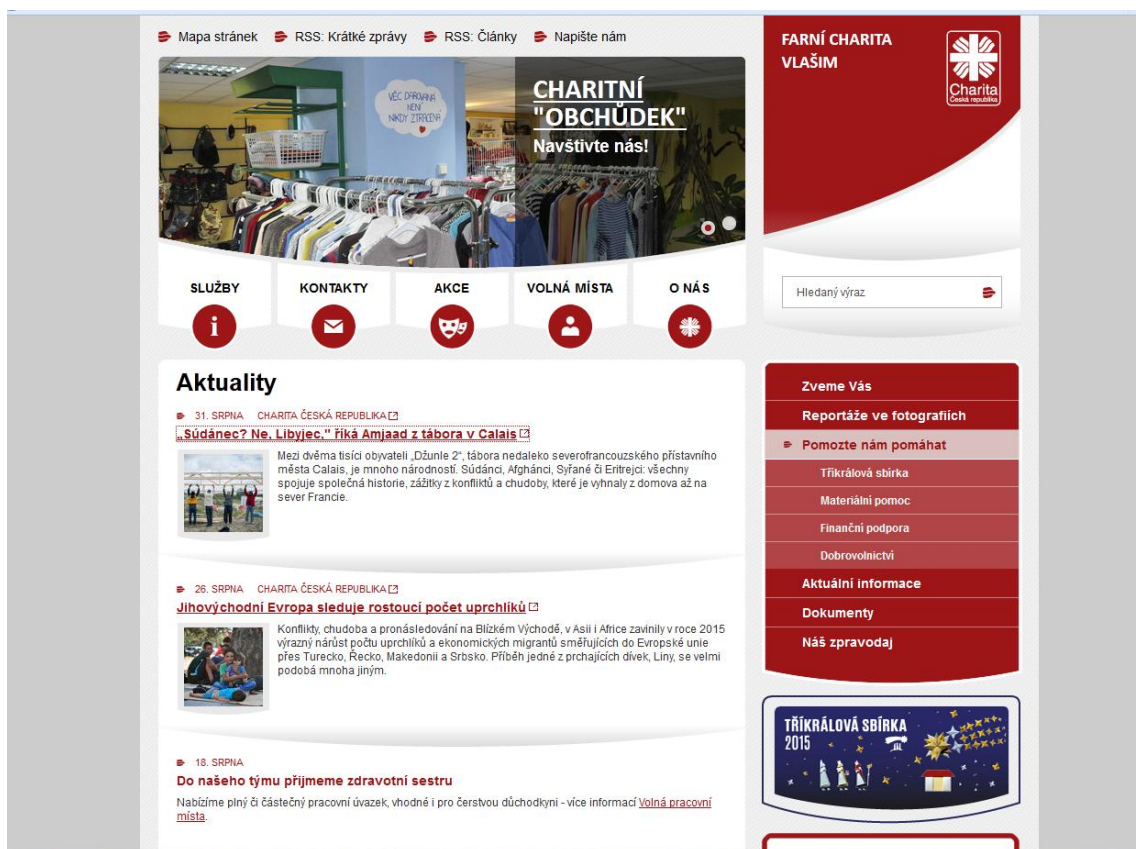 Mapa stránek
RSS: Krátké zprávy
RSS: Články
Napište nám
FARNÍ CHARITA
VLAŠIM
Charita
Česká republika
VĚC DAROVANÁ
NENÍ
NIKDY ZTRACENÁ
CHARITNÍ
"OBCHŮDEK"
Navštivte nás!
SLUŽBY
KONTAKTY
AKCE
VOLNÁ MÍSTA
O NÁS
Hledaný výraz
Aktuality
31. SRPNA CHARITA ČESKÁ REPUBLIKA
„Súdánec? Ne, Libyjec," říká Amjaad z tábora v Calais
Mezi dvěma tisíci obyvateli „Džunle 2", tábora nedaleko severofrancouzského přístavního
města Calais, je mnoho národností. Súdánci, Afghánci, Syřané či Eritrejci: všechny
spojuje společná historie, zážitky z konfliktů a chudoby, které je vyhnaly z domova až na
sever Francie.
26. SRPNA CHARITA ČESKÁ REPUBLIKA
Jihovýchodní Evropa sleduje rostoucí počet uprchlíků
Konflikty, chudoba a pronásledování na Blízkém Východě, v Asii i Africe zavinily v roce 2015
výrazný nárůst počtu uprchlíků a ekonomických migrantů směřujících do Evropské unie
přes Turecko, Řecko, Makedonii a Srbsko. Příběh jedné z prchajících dívek, Liny, se velmi
podobá mnoha jiným.
18. SRPNA
Do našeho týmu přijmeme zdravotní sestru
Nabízíme plný či částečný pracovní úvazek, vhodné i pro čerstvou důchodkyni - více informací Volná pracovní
místa.
Zveme Vás
Reportáže ve fotografiích
Pomozte nám pomáhat
Tříkrálová sbírka
Materiální pomoc
Finanční podpora
Dobrovolnictví
Aktuální informace
Dokumenty
Náš zpravodaj
TŘÍKRÁLOVÁ SBÍRKA
2015